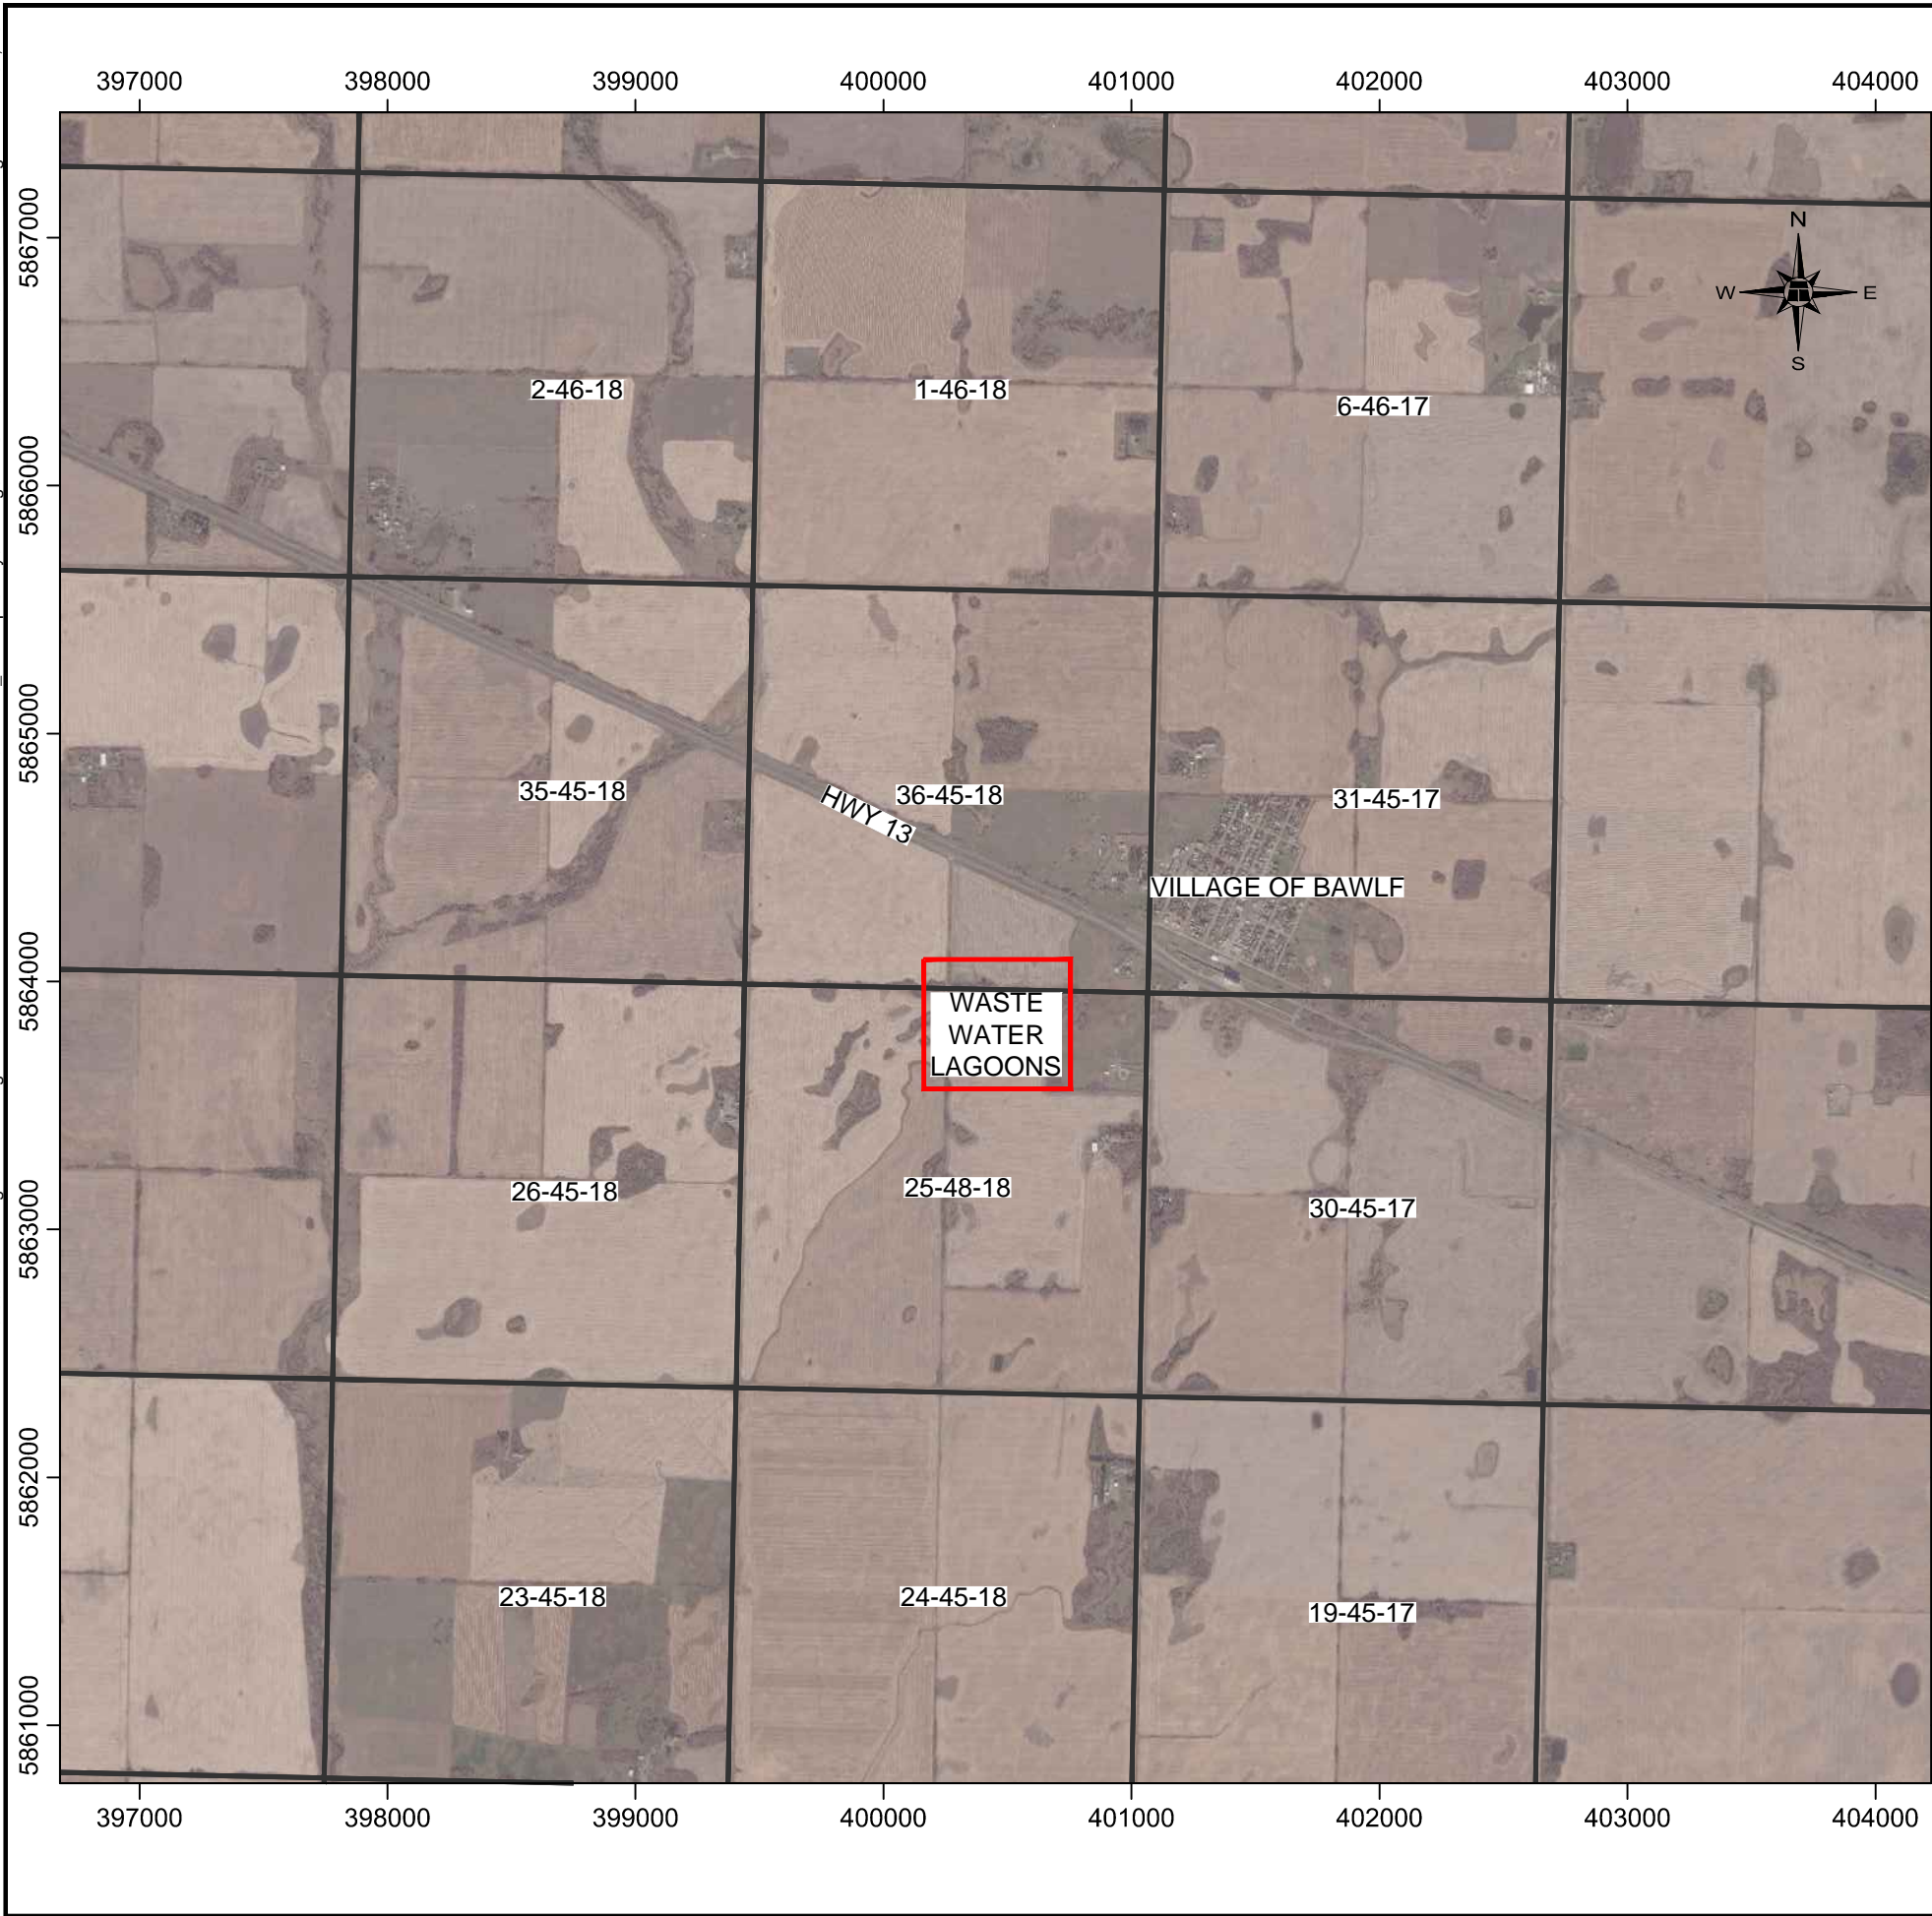 397000 398000 399000 400000 401000 402000 403000 404000
N
W E
S
5867000
5866000
5865000
5864000
5863000
5862000
5861000
2-46-18 1-46-18 6-46-17
35-45-18 36-45-18 31-45-17
HWY 13
VILLAGE OF BAWLF
WASTE
WATER
LAGOONS
26-45-18 25-48-18 30-45-17
23-45-18 24-45-18 19-45-17
397000 398000 399000 400000 401000 402000 403000 404000